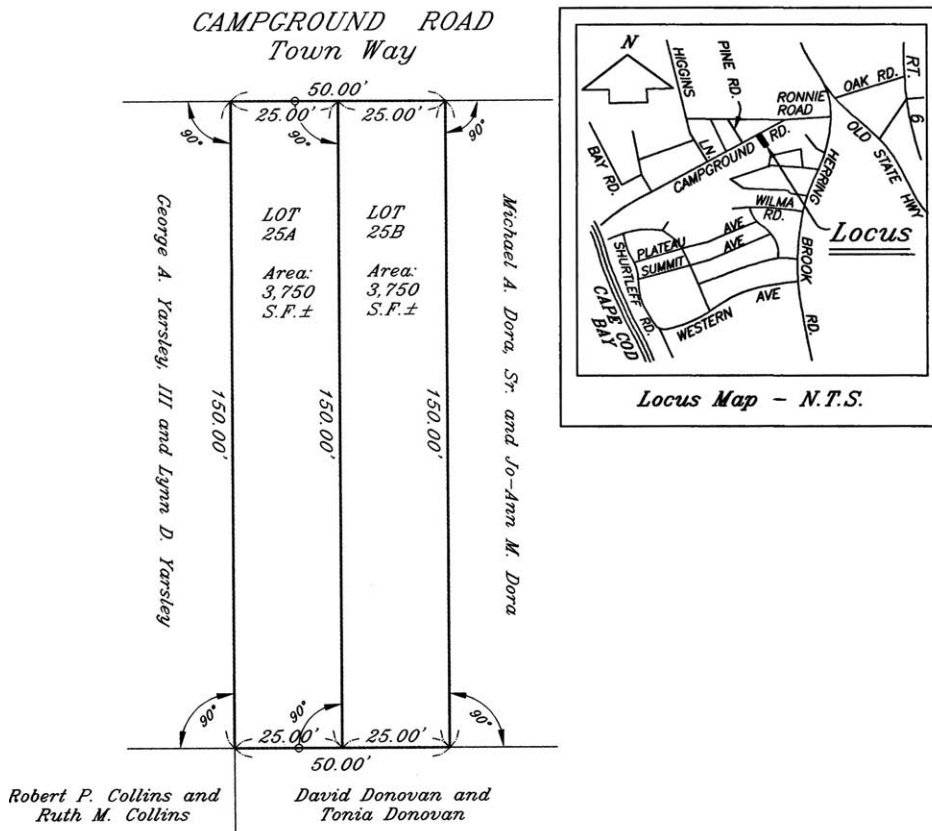 CAMPGROUND ROAD
Town Way
50.00'
25.00'
25.00'
90°
90°
90°
George A. Yarsley, III and Lynn D. Yarsley
LOT
25A
Area:
3,750
S.F.±
LOT
25B
Area:
3,750
S.F.±
Michael A. Dora, Sr. and Jo-Ann M. Dora
150.00'
150.00'
150.00'
90°
90°
90°
25.00'
25.00'
50.00'
Robert P. Collins and
Ruth M. Collins
David Donovan and
Tonia Donovan
N
HIGGINS
LN.
PINE RD.
RONNIE
ROAD
OAK RD.
RT.
6
OLD STATE HWY
BAY RD.
CAMPGROUND
RD.
HERRING
BROOK
RD.
WILMA
RD.
Locus
PLATEAU AVE
SUMMIT AVE
SHURTLEFF RD.
WESTERN AVE
CAPE COD
BAY
Locus Map - N.T.S.